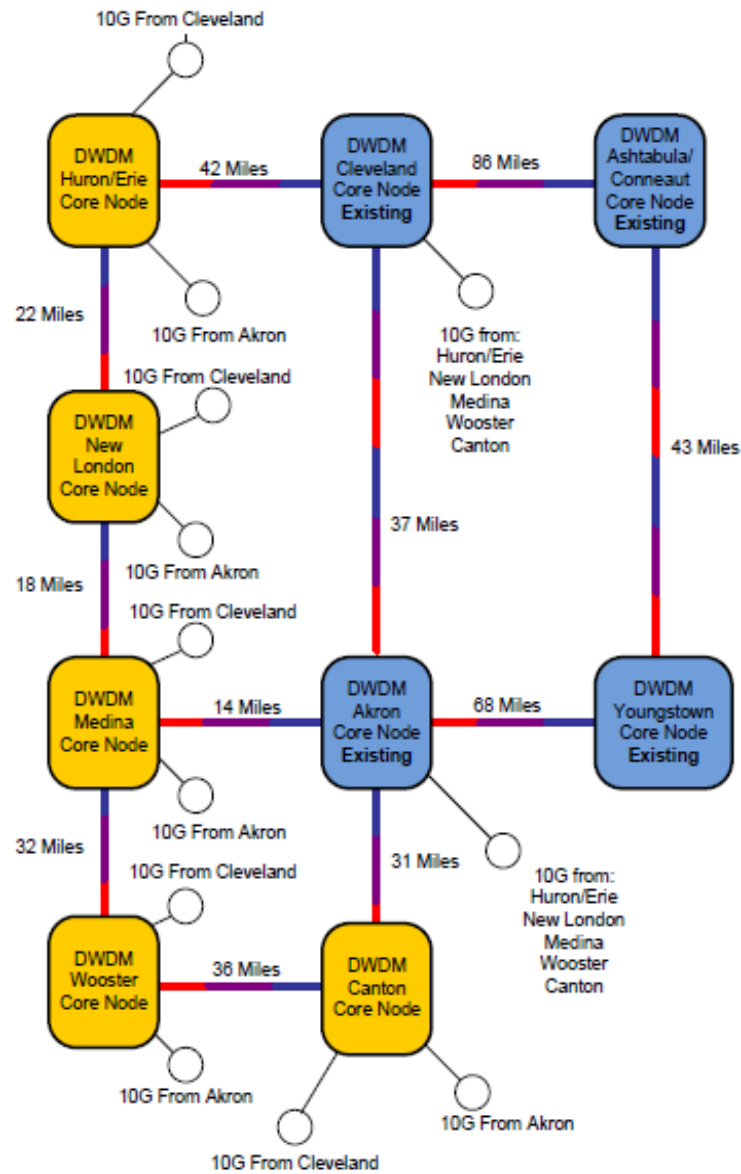 10G From Cleveland
DWDM
Huron/Erie
Core Node
42 Miles
DWDM
Cleveland
Core Node
Existing
86 Miles
DWDM
Ashtabula/
Conneaut
Core Node
Existing
22 Miles
10G From Akron
10G From Cleveland
10G from:
Huron/Erie
New London
Medina
Wooster
Canton
DWDM
New
London
Core Node
43 Miles
37 Miles
10G From Akron
18 Miles
10G From Cleveland
DWDM
Medina
Core Node
14 Miles
DWDM
Akron
Core Node
Existing
68 Miles
DWDM
Youngstown
Core Node
Existing
10G From Akron
32 Miles
31 Miles
10G From Cleveland
10G from:
Huron/Erie
New London
Medina
Wooster
Canton
DWDM
Wooster
Core Node
36 Miles
DWDM
Canton
Core Node
10G From Akron
10G From Akron
10G From Cleveland